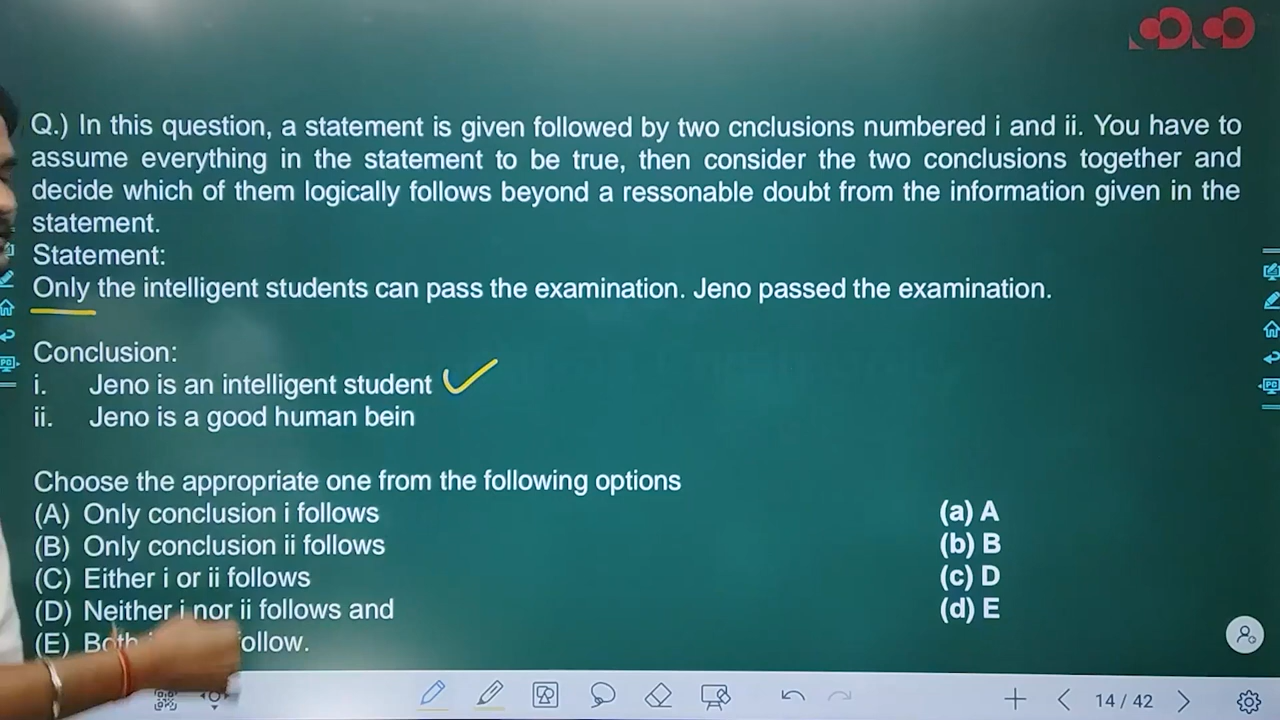 Q.) In this question, a statement is given followed by two cnclusions numbered i and ii. You have to
assume everything in the statement to be true, then consider the two conclusions together and
decide which of them logically follows beyond a ressonable doubt from the information given in the
statement.
Statement:
Only the intelligent students can pass the examination. Jeno passed the examination.
Conclusion:
i. Jeno is an intelligent student
ii. Jeno is a good human bein
Choose the appropriate one from the following options
(A) Only conclusion i follows
(a) A
(B) Only conclusion ii follows
(b) B
(C) Either i or ii follows
(c) D
(D) Neither i nor ii follows and
(d) E
(E) Both follow.
14 / 42